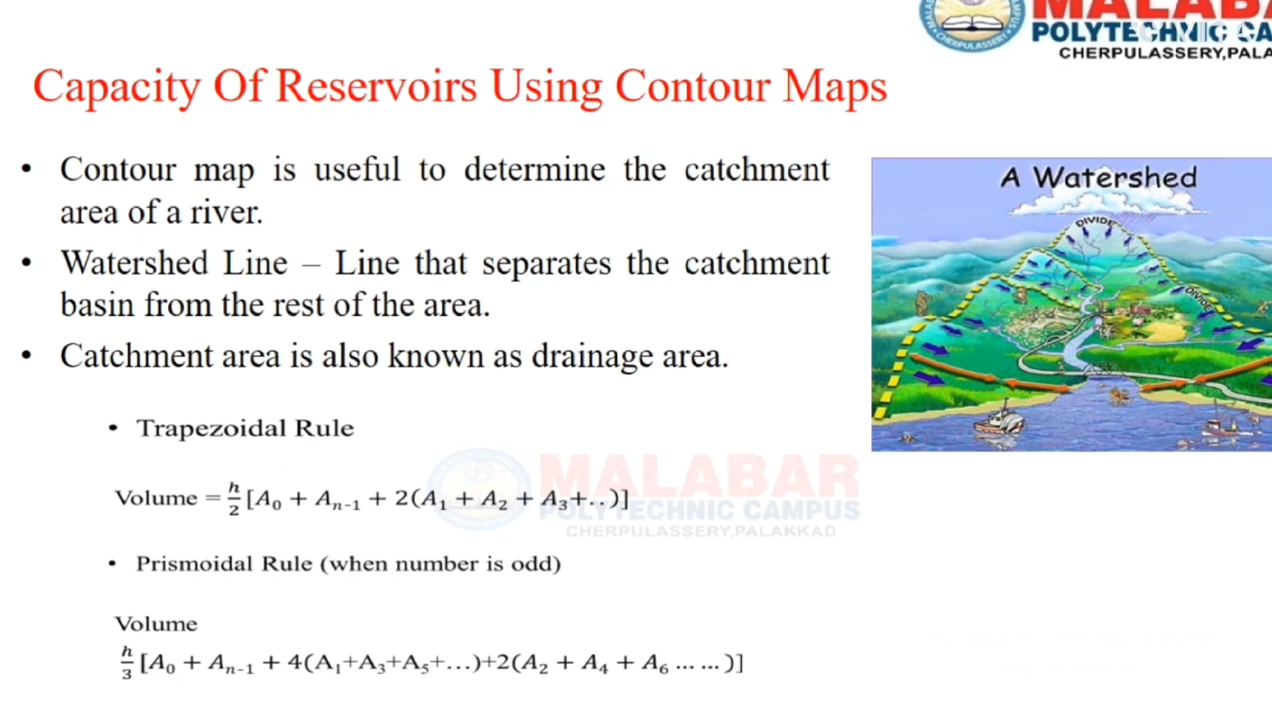 MALABA
POLYTECHNIC CA
CHERPULASSERY,PALA
Capacity Of Reservoirs Using Contour Maps
• Contour map is useful to determine the catchment
area of a river.
• Watershed Line – Line that separates the catchment
basin from the rest of the area.
• Catchment area is also known as drainage area.
A Watershed
DIVIDE
DIVIDE
• Trapezoidal Rule
Volume = h/2 [A₀ + Aₙ₋₁ + 2(A₁ + A₂ + A₃+..)]
MALABAR
POLYTECHNIC CAMPUS
CHERPULASSERY,PALAKKAD
• Prismoidal Rule (when number is odd)
Volume
h/3 [A₀ + Aₙ₋₁ + 4(A₁+A₃+A₅+...)+2(A₂ + A₄ + A₆ ... ...)]